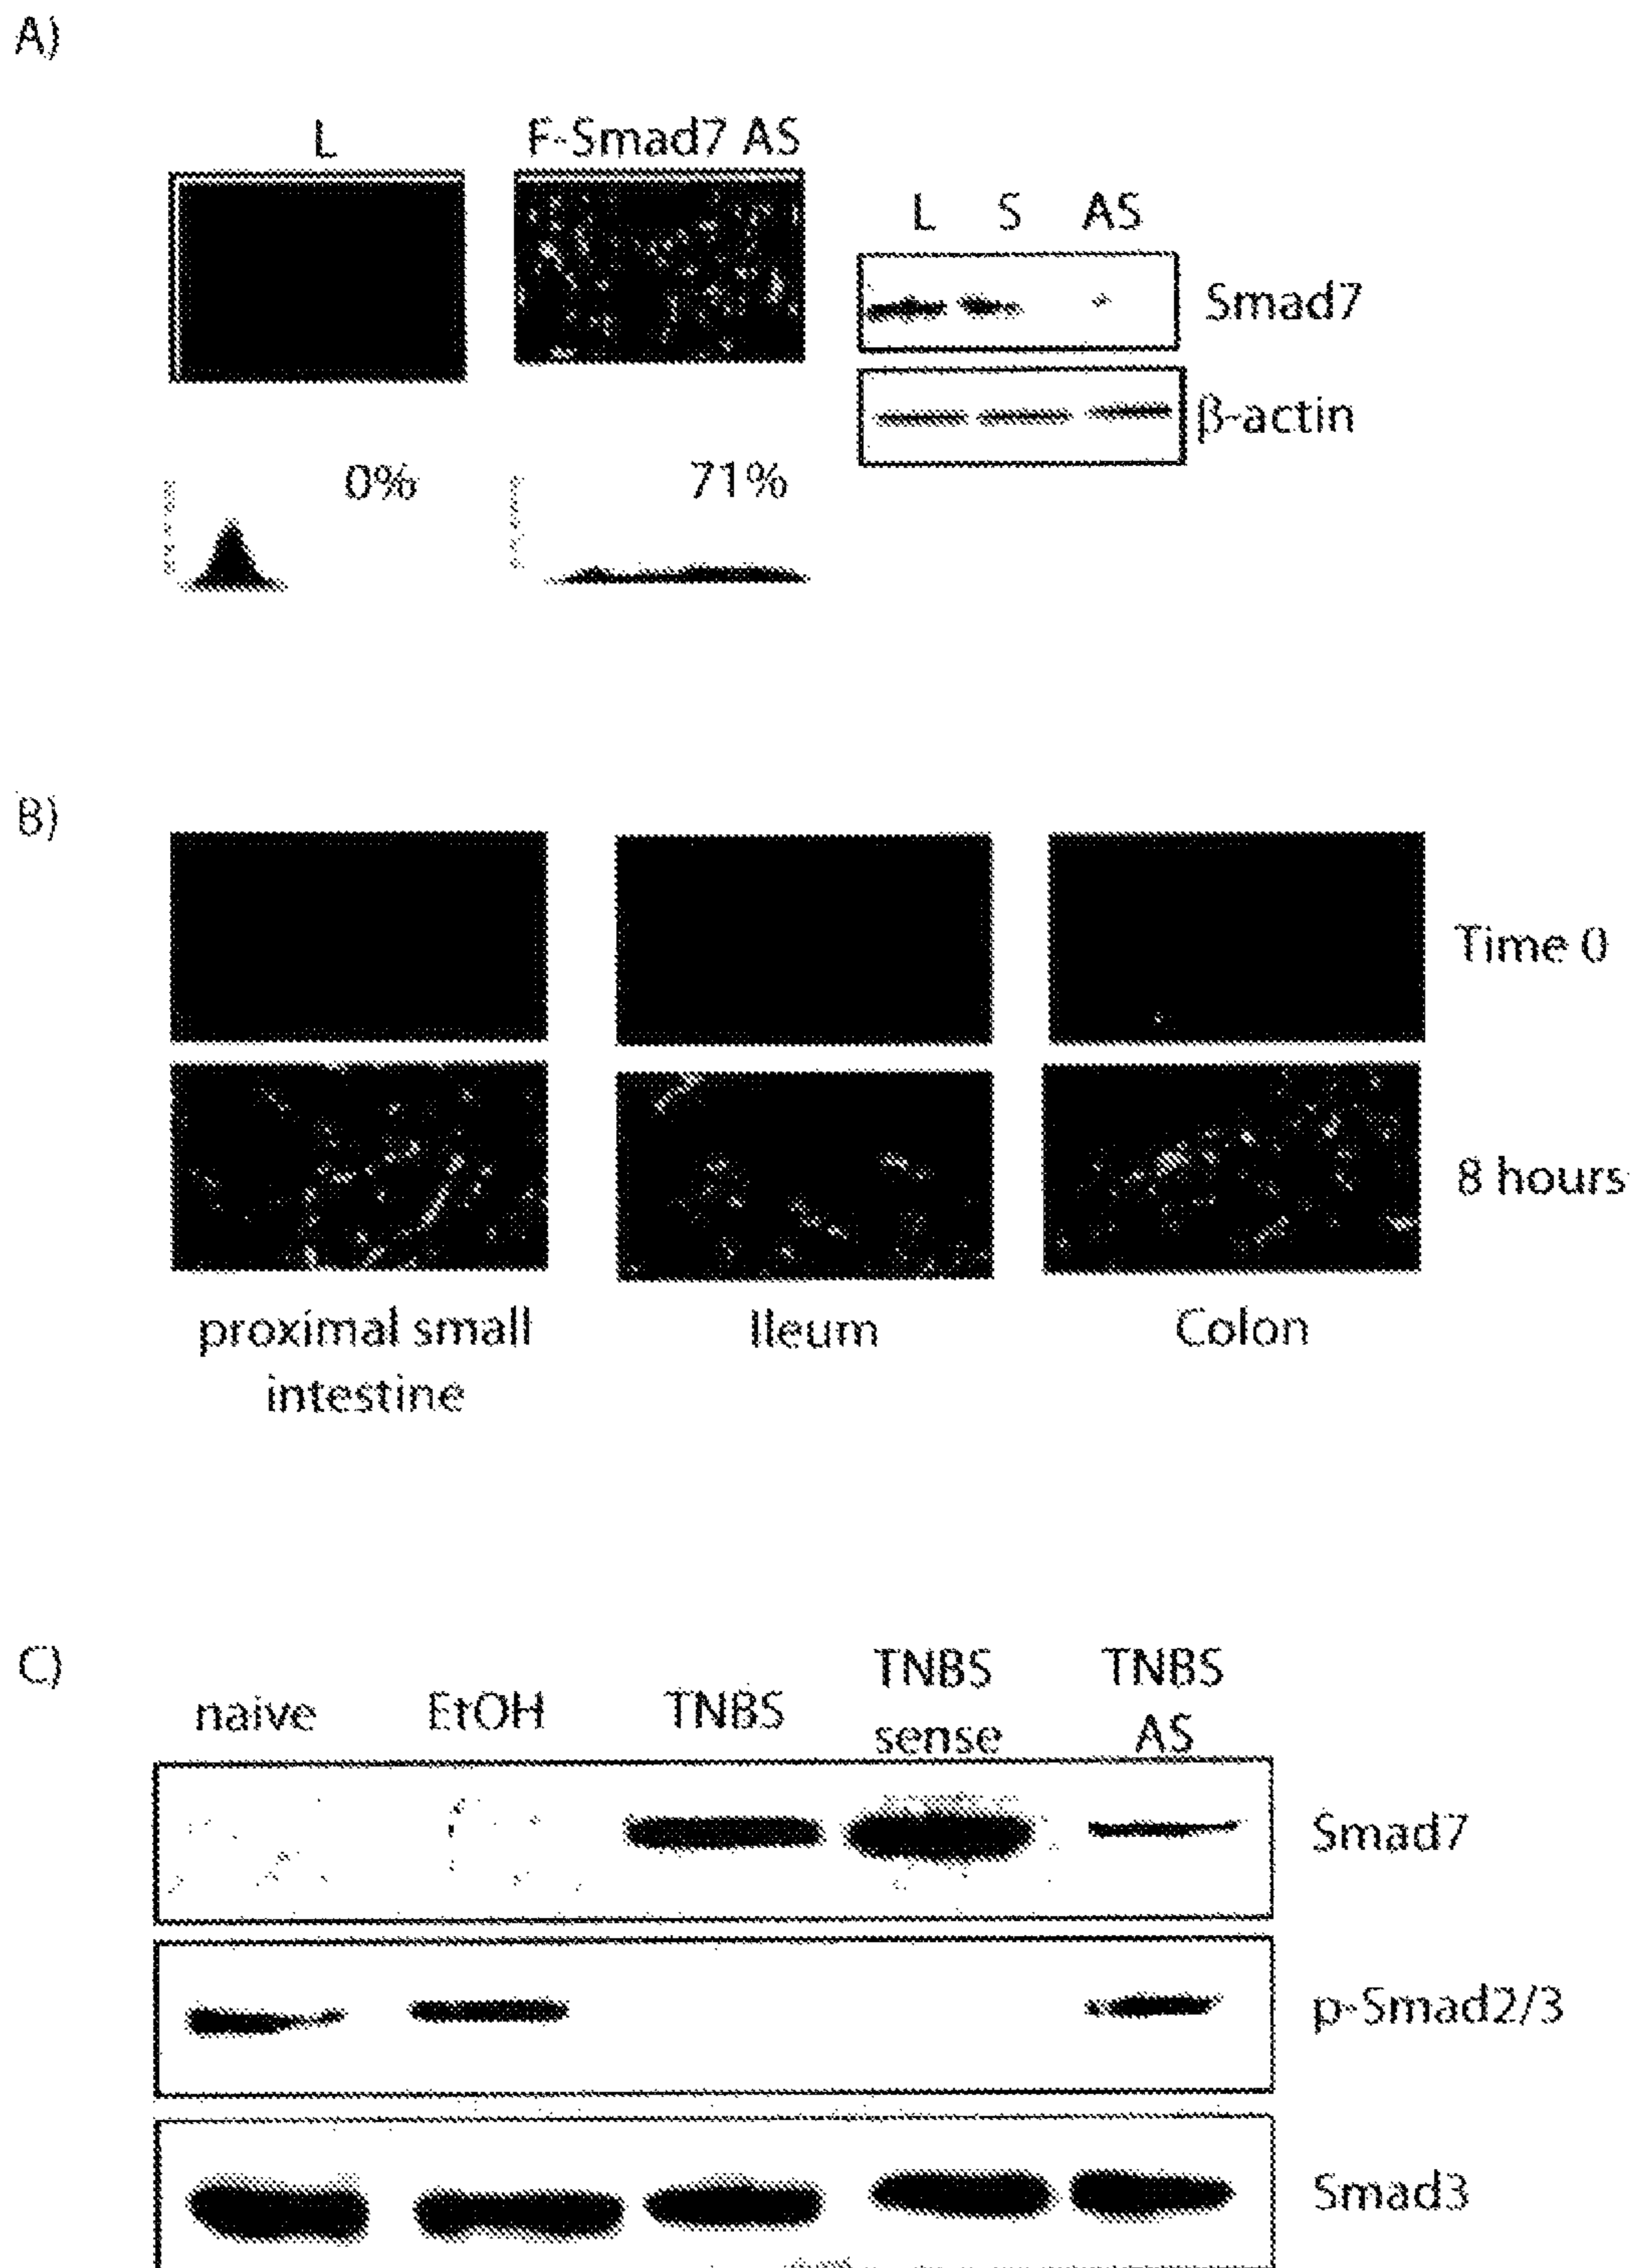 A)
L
F-Smad7 AS
L S AS
Smad7
β-actin
0%
71%
B)
Time 0
8 hours
proximal small
intestine
Ileum
Colon
C)
naive
EtOH
TNBS
TNBS
sense
TNBS
AS
Smad7
p-Smad2/3
Smad3